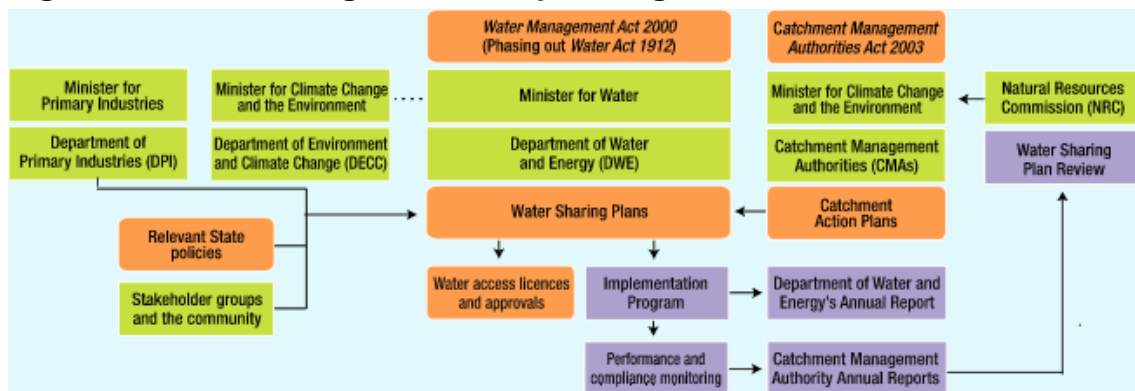 Water Management Act 2000
(Phasing out Water Act 1912)
Catchment Management
Authorities Act 2003
Minister for
Primary Industries
Minister for Climate Change
and the Environment
Minister for Water
Minister for Climate Change
and the Environment
Natural Resources
Commission (NRC)
Department of
Primary Industries (DPI)
Department of Environment
and Climate Change (DECC)
Department of Water
and Energy (DWE)
Catchment Management
Authorities (CMAs)
Water Sharing
Plan Review
Water Sharing Plans
Catchment
Action Plans
Relevant State
policies
Stakeholder groups
and the community
Water access licences
and approvals
Implementation
Program
Department of Water and
Energy's Annual Report
Performance and
compliance monitoring
Catchment Management
Authority Annual Reports